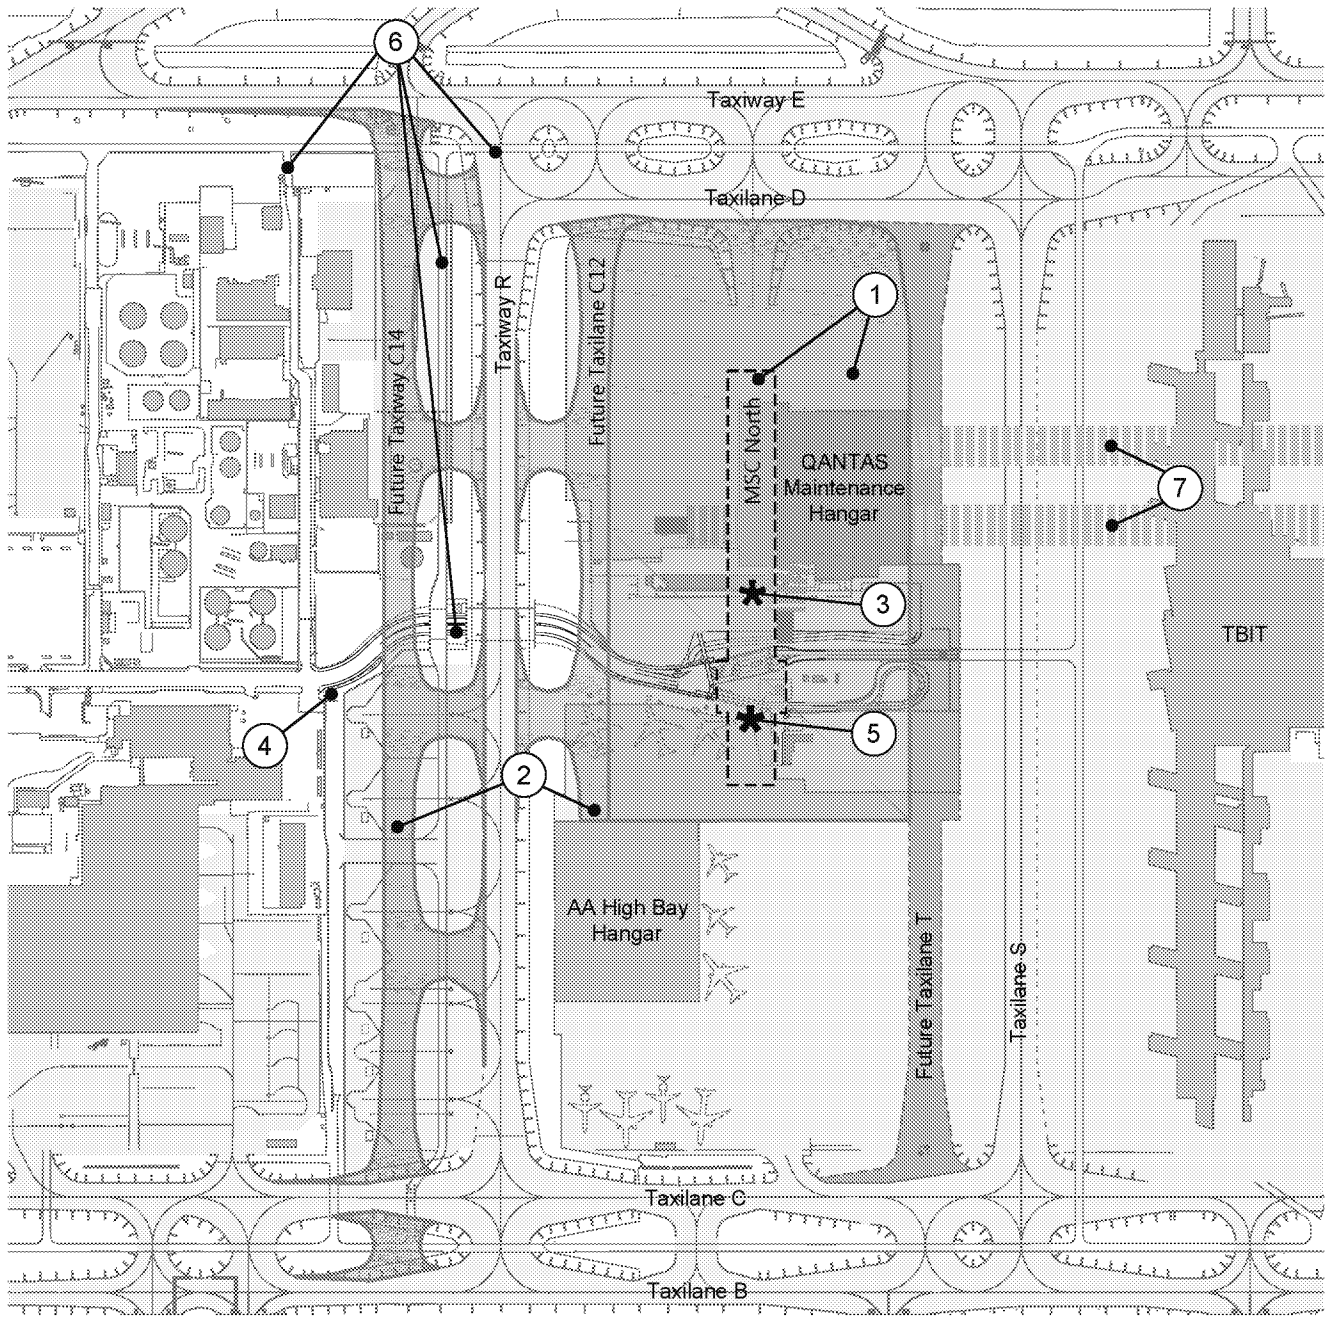 6
Taxiway E
Taxilane D
1
Future Taxilane C12
Taxiway R
Future Taxiway C14
MSC North
QANTAS
Maintenance
Hangar
7
3
TBIT
5
4
2
AA High Bay
Hangar
Future Taxilane T
Taxilane S
Taxilane C
Taxilane B